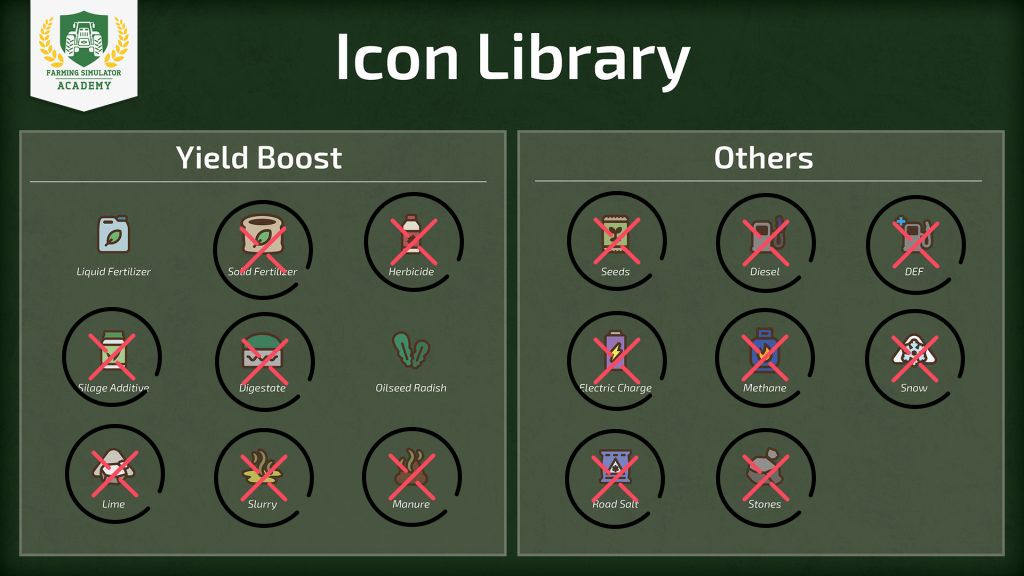 FARMING SIMULATOR
ACADEMY
Icon Library
Yield Boost
Liquid Fertilizer
Solid Fertilizer
Herbicide
Silage Additive
Digestate
Oilseed Radish
Lime
Slurry
Manure
Others
Seeds
Diesel
DEF
Electric Charge
Methane
Snow
Road Salt
Stones